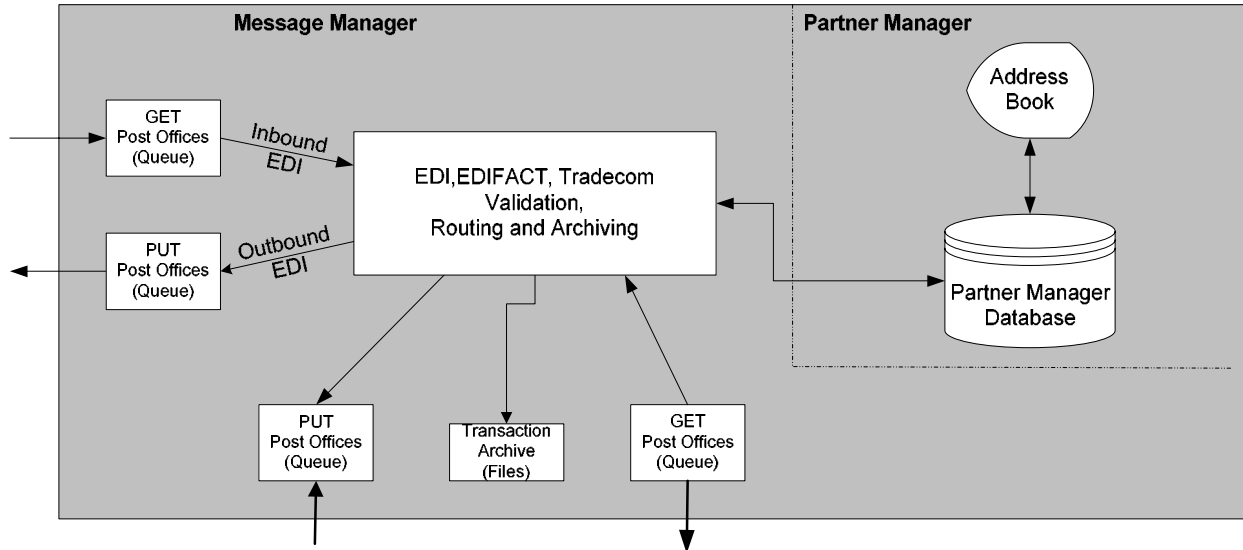 Message Manager
Partner Manager
GET
Post Offices
(Queue)
Inbound
EDI
EDI,EDIFACT, Tradecom
Validation,
Routing and Archiving
Address
Book
PUT
Post Offices
(Queue)
Outbound
EDI
Partner Manager
Database
PUT
Post Offices
(Queue)
Transaction
Archive
(Files)
GET
Post Offices
(Queue)